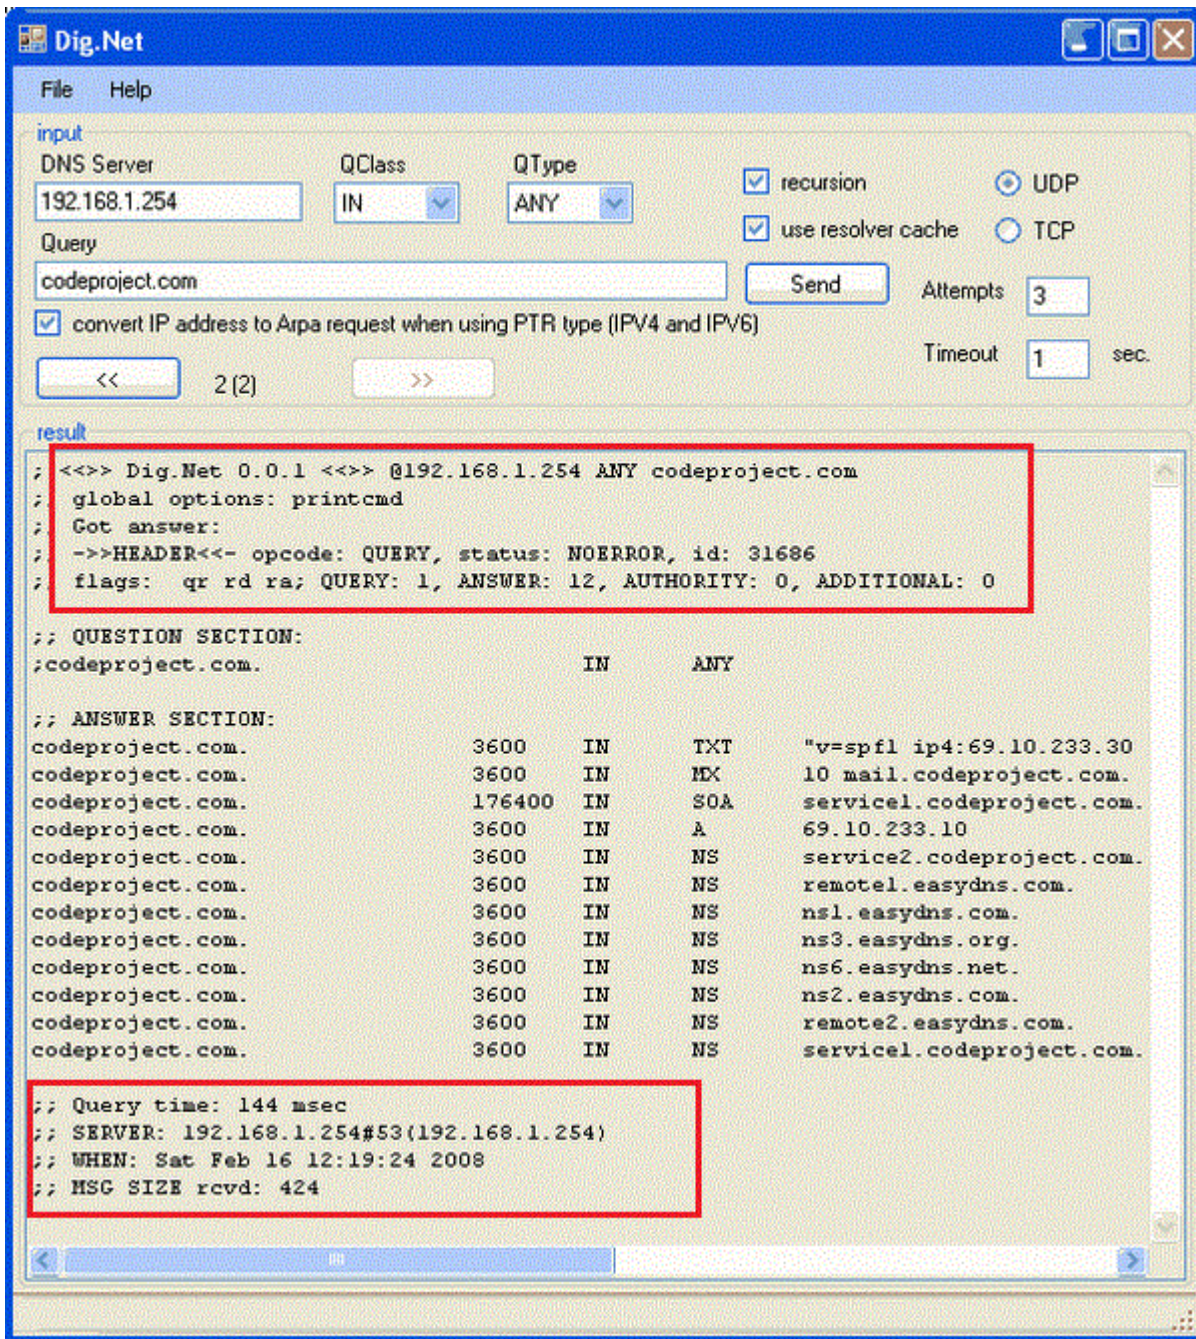 Dig.Net
File Help
input
DNS Server QClass QType
192.168.1.254 IN ANY
recursion UDP
use resolver cache TCP
Query
codeproject.com Send Attempts 3
convert IP address to Arpa request when using PTR type (IPV4 and IPV6)
Timeout 1 sec.
<< 2 (2) >>
result
; <<>> Dig.Net 0.0.1 <<>> @192.168.1.254 ANY codeproject.com
;; global options: printcmd
;; Got answer:
;; ->>HEADER<<- opcode: QUERY, status: NOERROR, id: 31686
;; flags: qr rd ra; QUERY: 1, ANSWER: 12, AUTHORITY: 0, ADDITIONAL: 0
;; QUESTION SECTION:
;codeproject.com. IN ANY
;; ANSWER SECTION:
codeproject.com. 3600 IN TXT "v=spf1 ip4:69.10.233.30
codeproject.com. 3600 IN MX 10 mail.codeproject.com.
codeproject.com. 176400 IN SOA service1.codeproject.com.
codeproject.com. 3600 IN A 69.10.233.10
codeproject.com. 3600 IN NS service2.codeproject.com.
codeproject.com. 3600 IN NS remote1.easydns.com.
codeproject.com. 3600 IN NS ns1.easydns.com.
codeproject.com. 3600 IN NS ns3.easydns.org.
codeproject.com. 3600 IN NS ns6.easydns.net.
codeproject.com. 3600 IN NS ns2.easydns.com.
codeproject.com. 3600 IN NS remote2.easydns.com.
codeproject.com. 3600 IN NS service1.codeproject.com.
;; Query time: 144 msec
;; SERVER: 192.168.1.254#53(192.168.1.254)
;; WHEN: Sat Feb 16 12:19:24 2008
;; MSG SIZE rcvd: 424